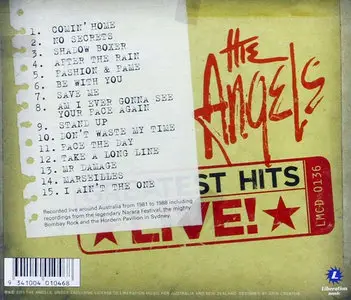 1. COMIN' HOME
2. NO SECRETS
3. SHADOW BOXER
4. AFTER THE RAIN
5. FASHION & FAME
6. BE WITH YOU
7. SAVE ME
8. AM I EVER GONNA SEE
YOUR FACE AGAIN
9. STAND UP
10. DON'T WASTE MY TIME
11. FACE THE DAY
12. TAKE A LONG LINE
13. MR DAMAGE
14. MARSEILLES
15. I AIN'T THE ONE
THE
Angels
TEST HITS
LIVE!
LMCD 0136
Recorded live around Australia from 1981 to 1988 including
recordings from the legendary Narara Festival, the mighty
Bombay Rock and the Hordern Pavilion in Sydney.
9 341004 010468
Liberation
music